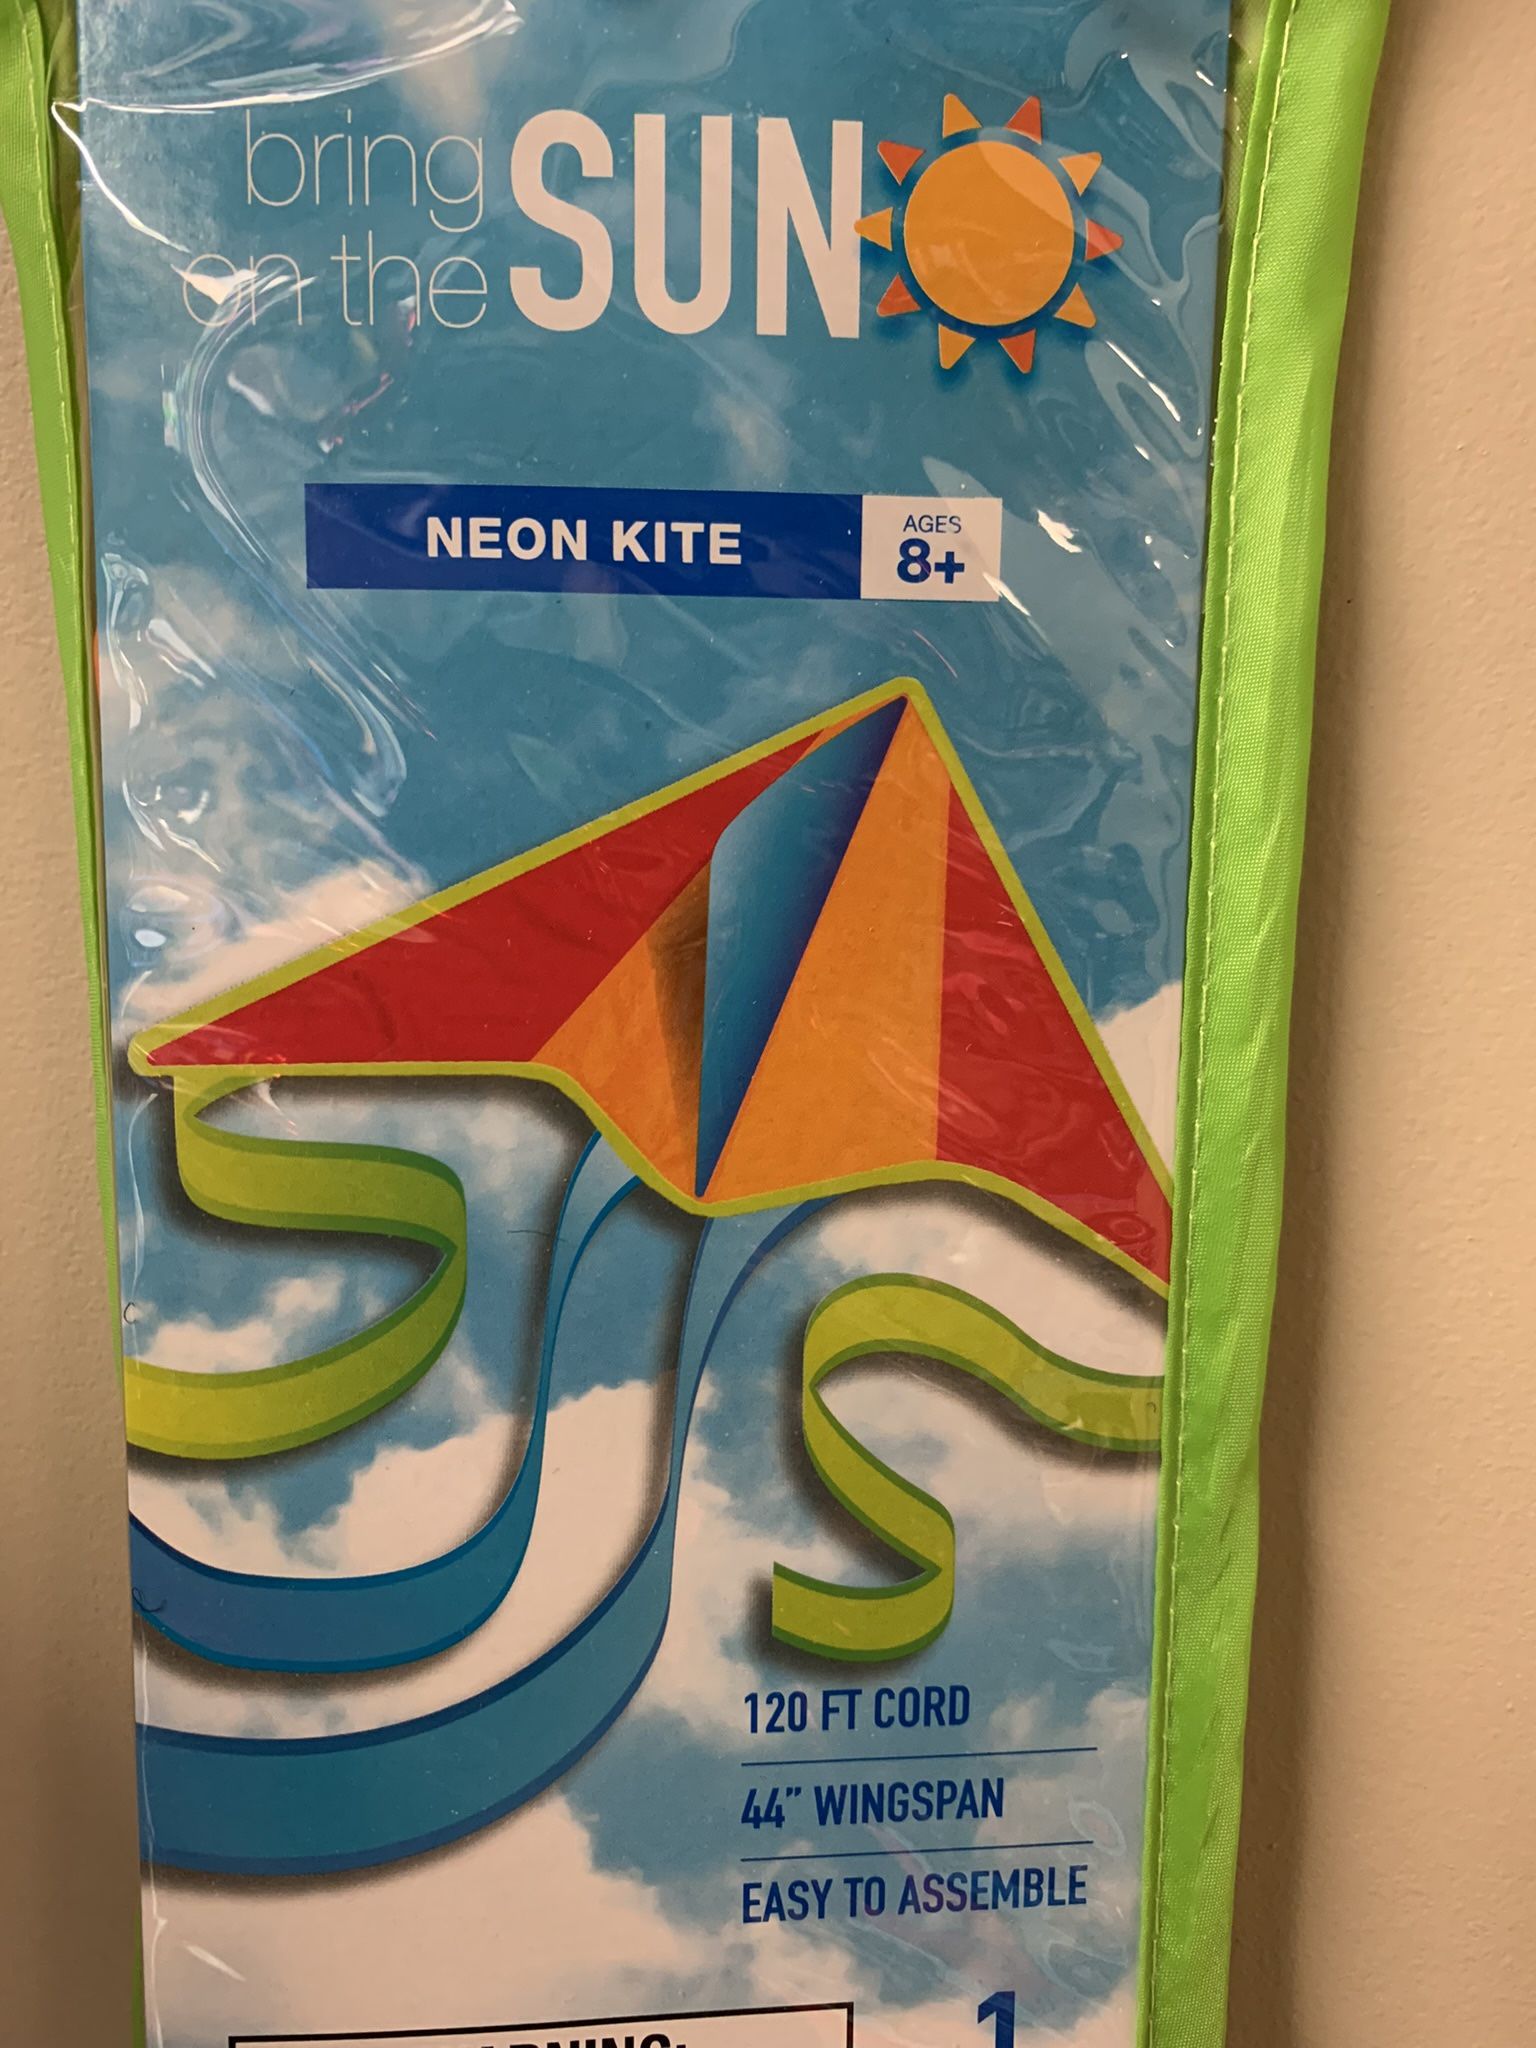 bring
on the
SUN
NEON KITE
AGES
8+
120 FT CORD
44" WINGSPAN
EASY TO ASSEMBLE
1